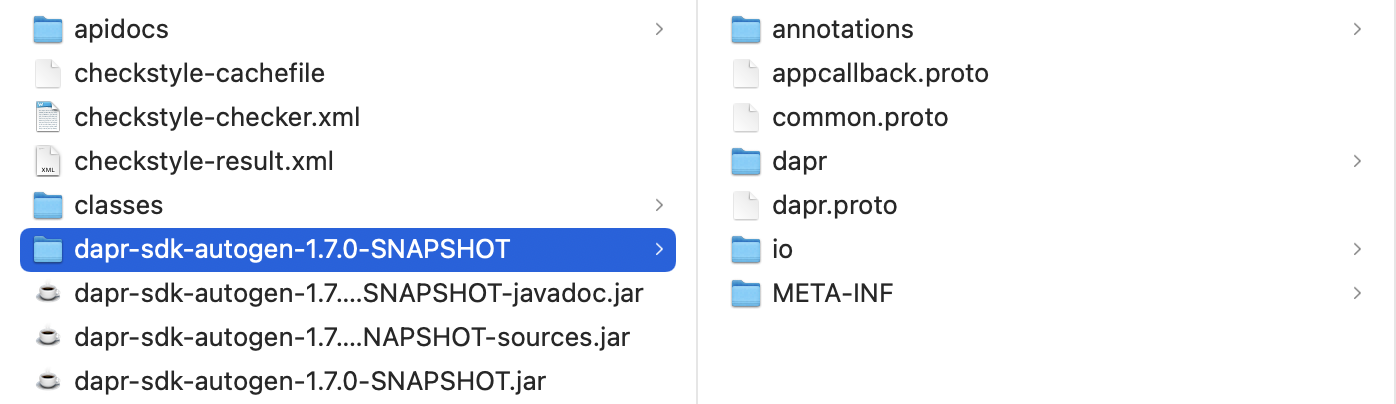 apidocs
checkstyle-cachefile
checkstyle-checker.xml
checkstyle-result.xml
XML
classes
dapr-sdk-autogen-1.7.0-SNAPSHOT
dapr-sdk-autogen-1.7....SNAPSHOT-javadoc.jar
dapr-sdk-autogen-1.7....NAPSHOT-sources.jar
dapr-sdk-autogen-1.7.0-SNAPSHOT.jar
annotations
appcallback.proto
common.proto
dapr
dapr.proto
io
META-INF